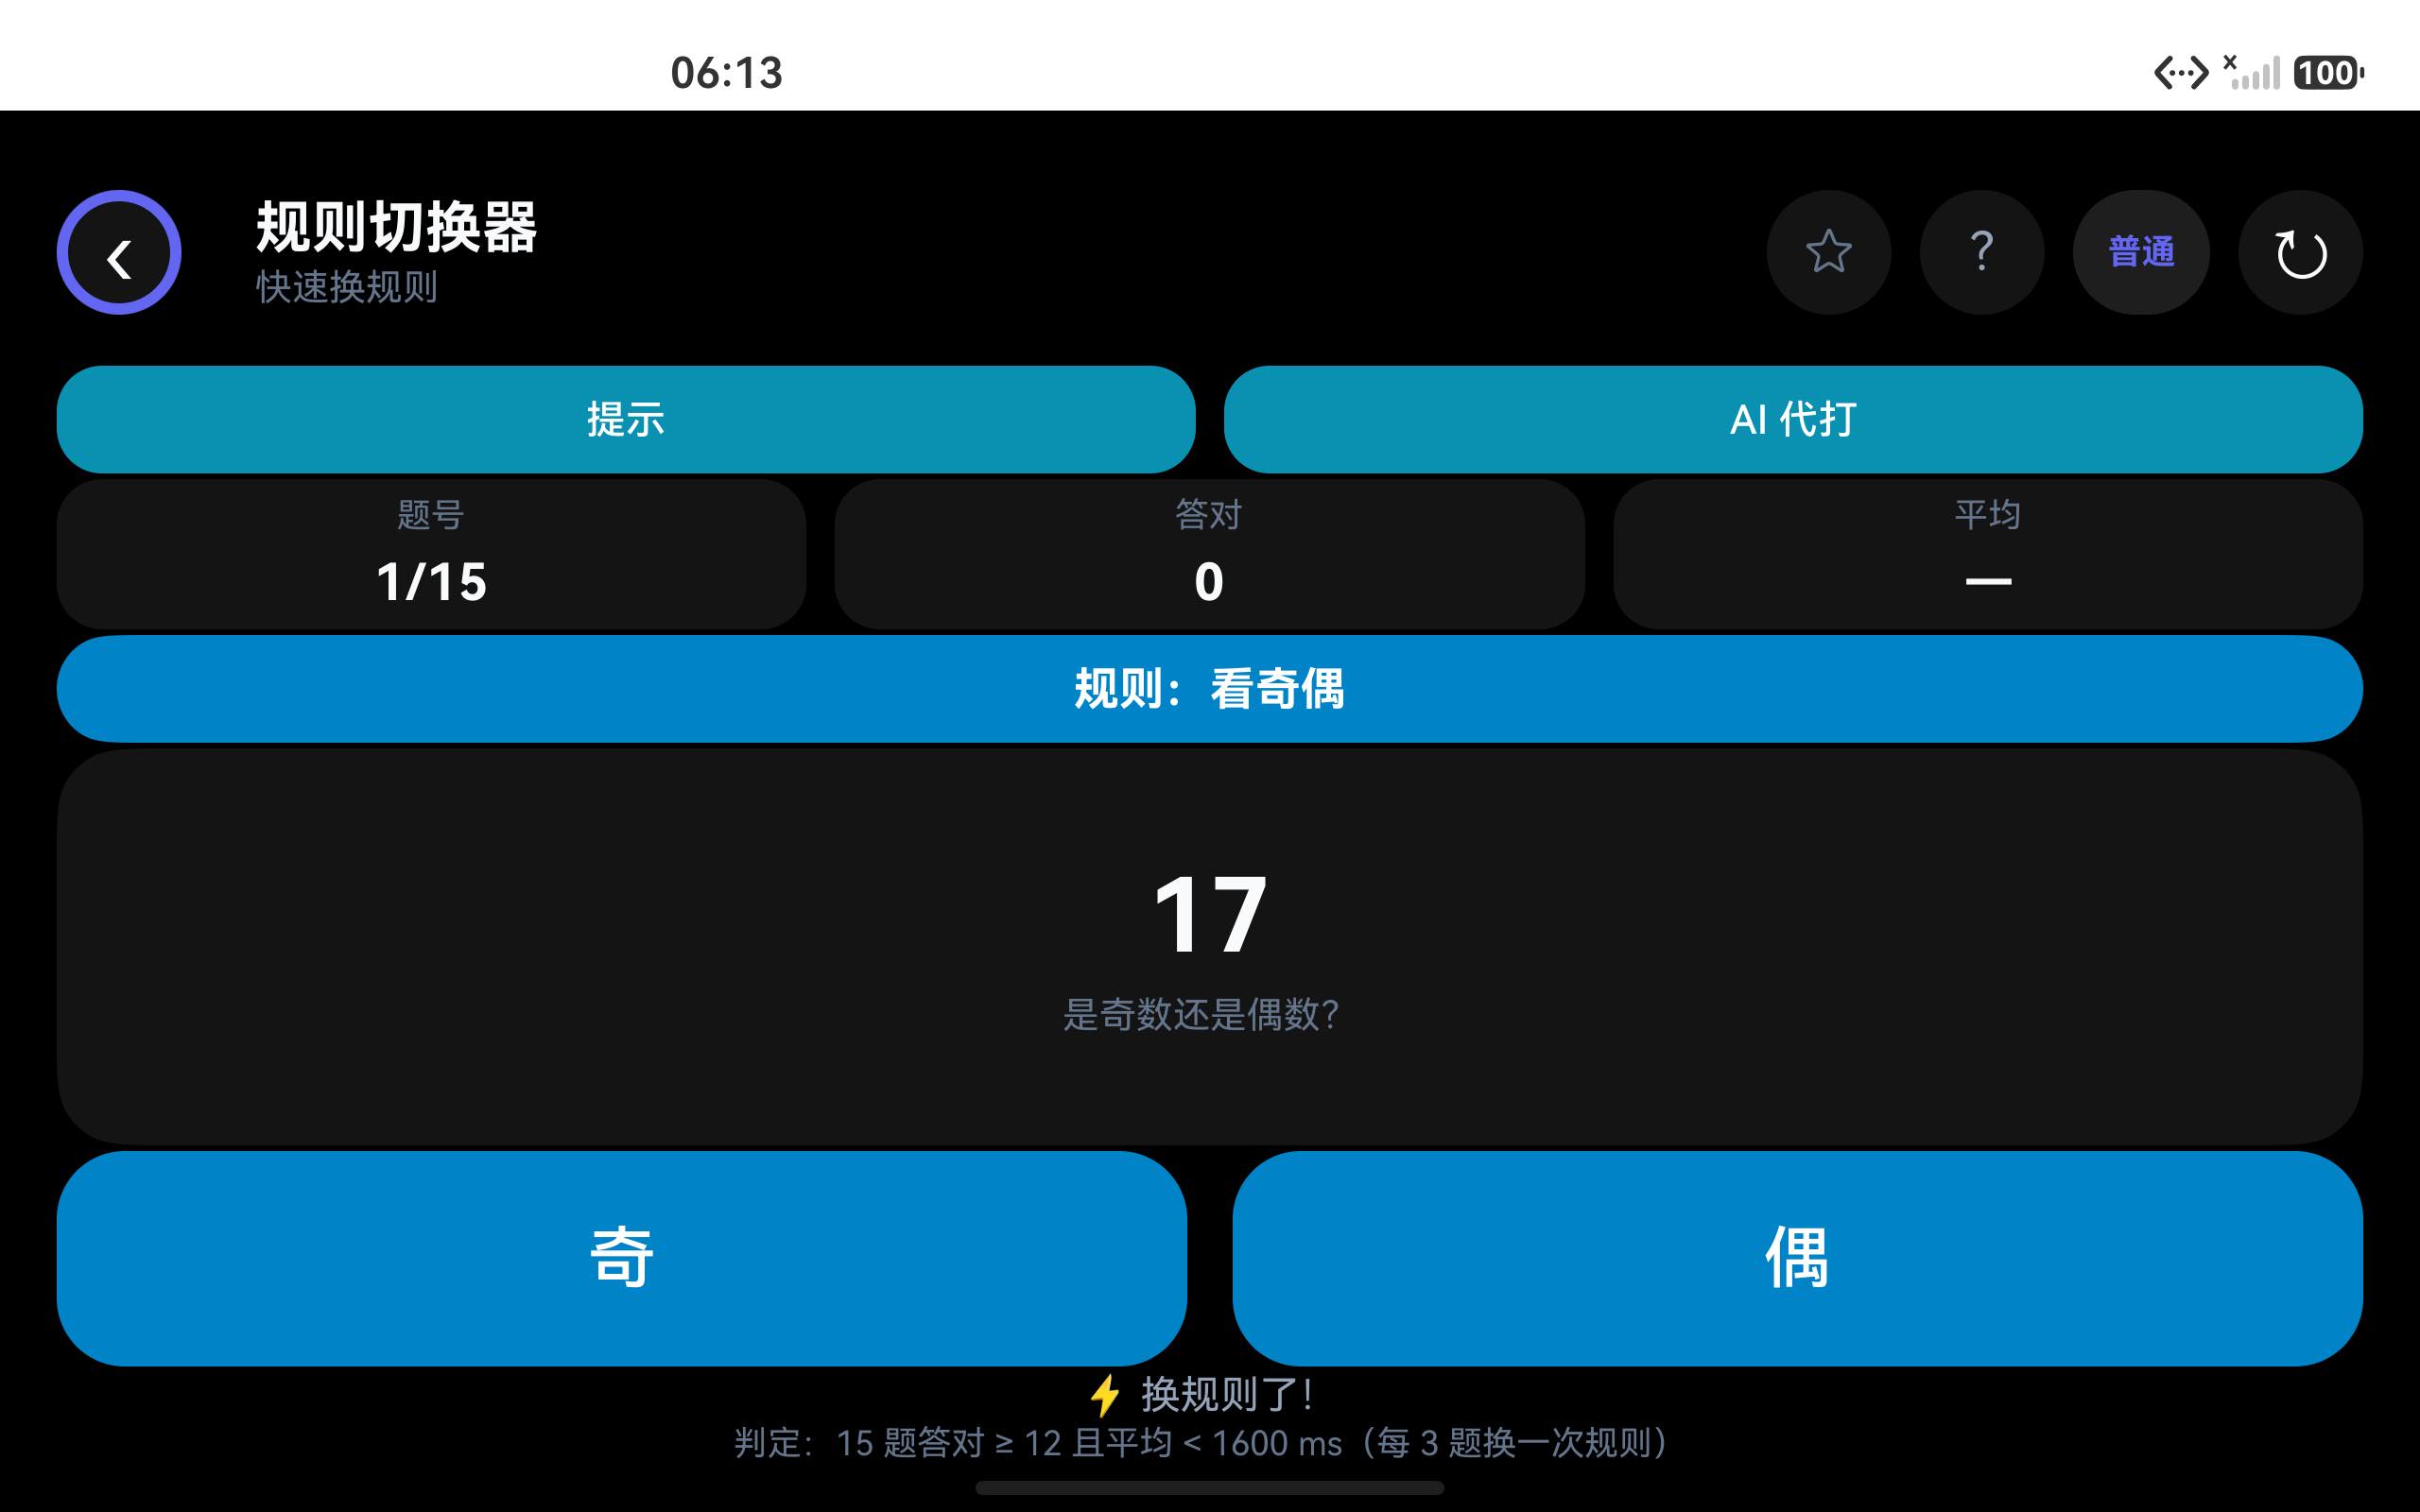 06:13
100
规则切换器
快速换规则
?
普通
提示
AI 代打
题号
1/15
答对
0
平均
—
规则：看奇偶
17
是奇数还是偶数?
奇
偶
⚡ 换规则了!
判定： 15 题答对 ≥ 12 且平均 < 1600 ms（每 3 题换一次规则）